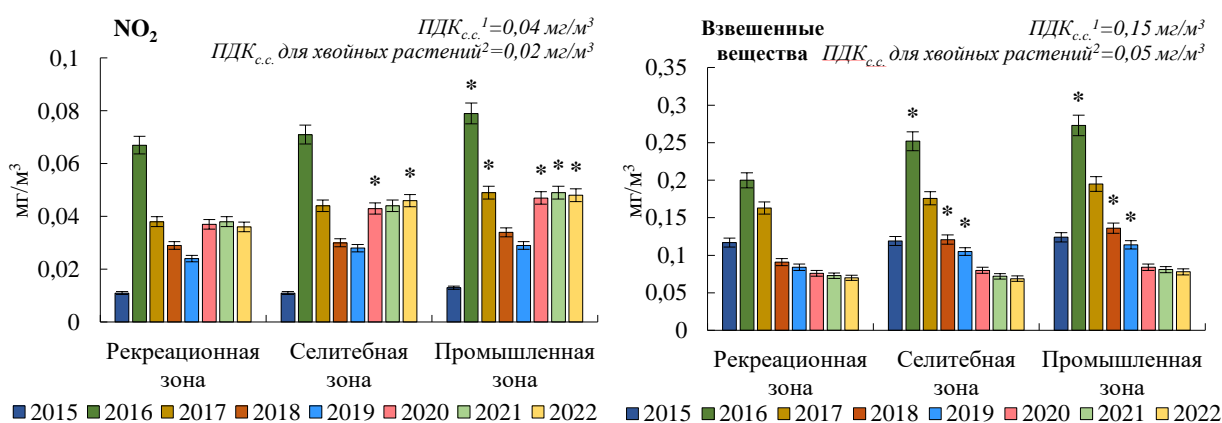 NO2
ПДКс.с.1=0,04 мг/м3
ПДКс.с. для хвойных растений2=0,02 мг/м3
0,1
0,08
0,06
0,04
0,02
0
мг/м3
*
*
*
*
*
*
*
Рекреационная зона
Селитебная зона
Промышленная зона
2015 2016 2017 2018 2019 2020 2021 2022
Взвешенные
вещества
ПДКс.с.1=0,15 мг/м3
ПДКс.с. для хвойных растений2=0,05 мг/м3
0,35
0,3
0,25
0,2
0,15
0,1
0,05
0
мг/м3
*
*
*
*
*
*
Рекреационная зона
Селитебная зона
Промышленная зона
2015 2016 2017 2018 2019 2020 2021 2022